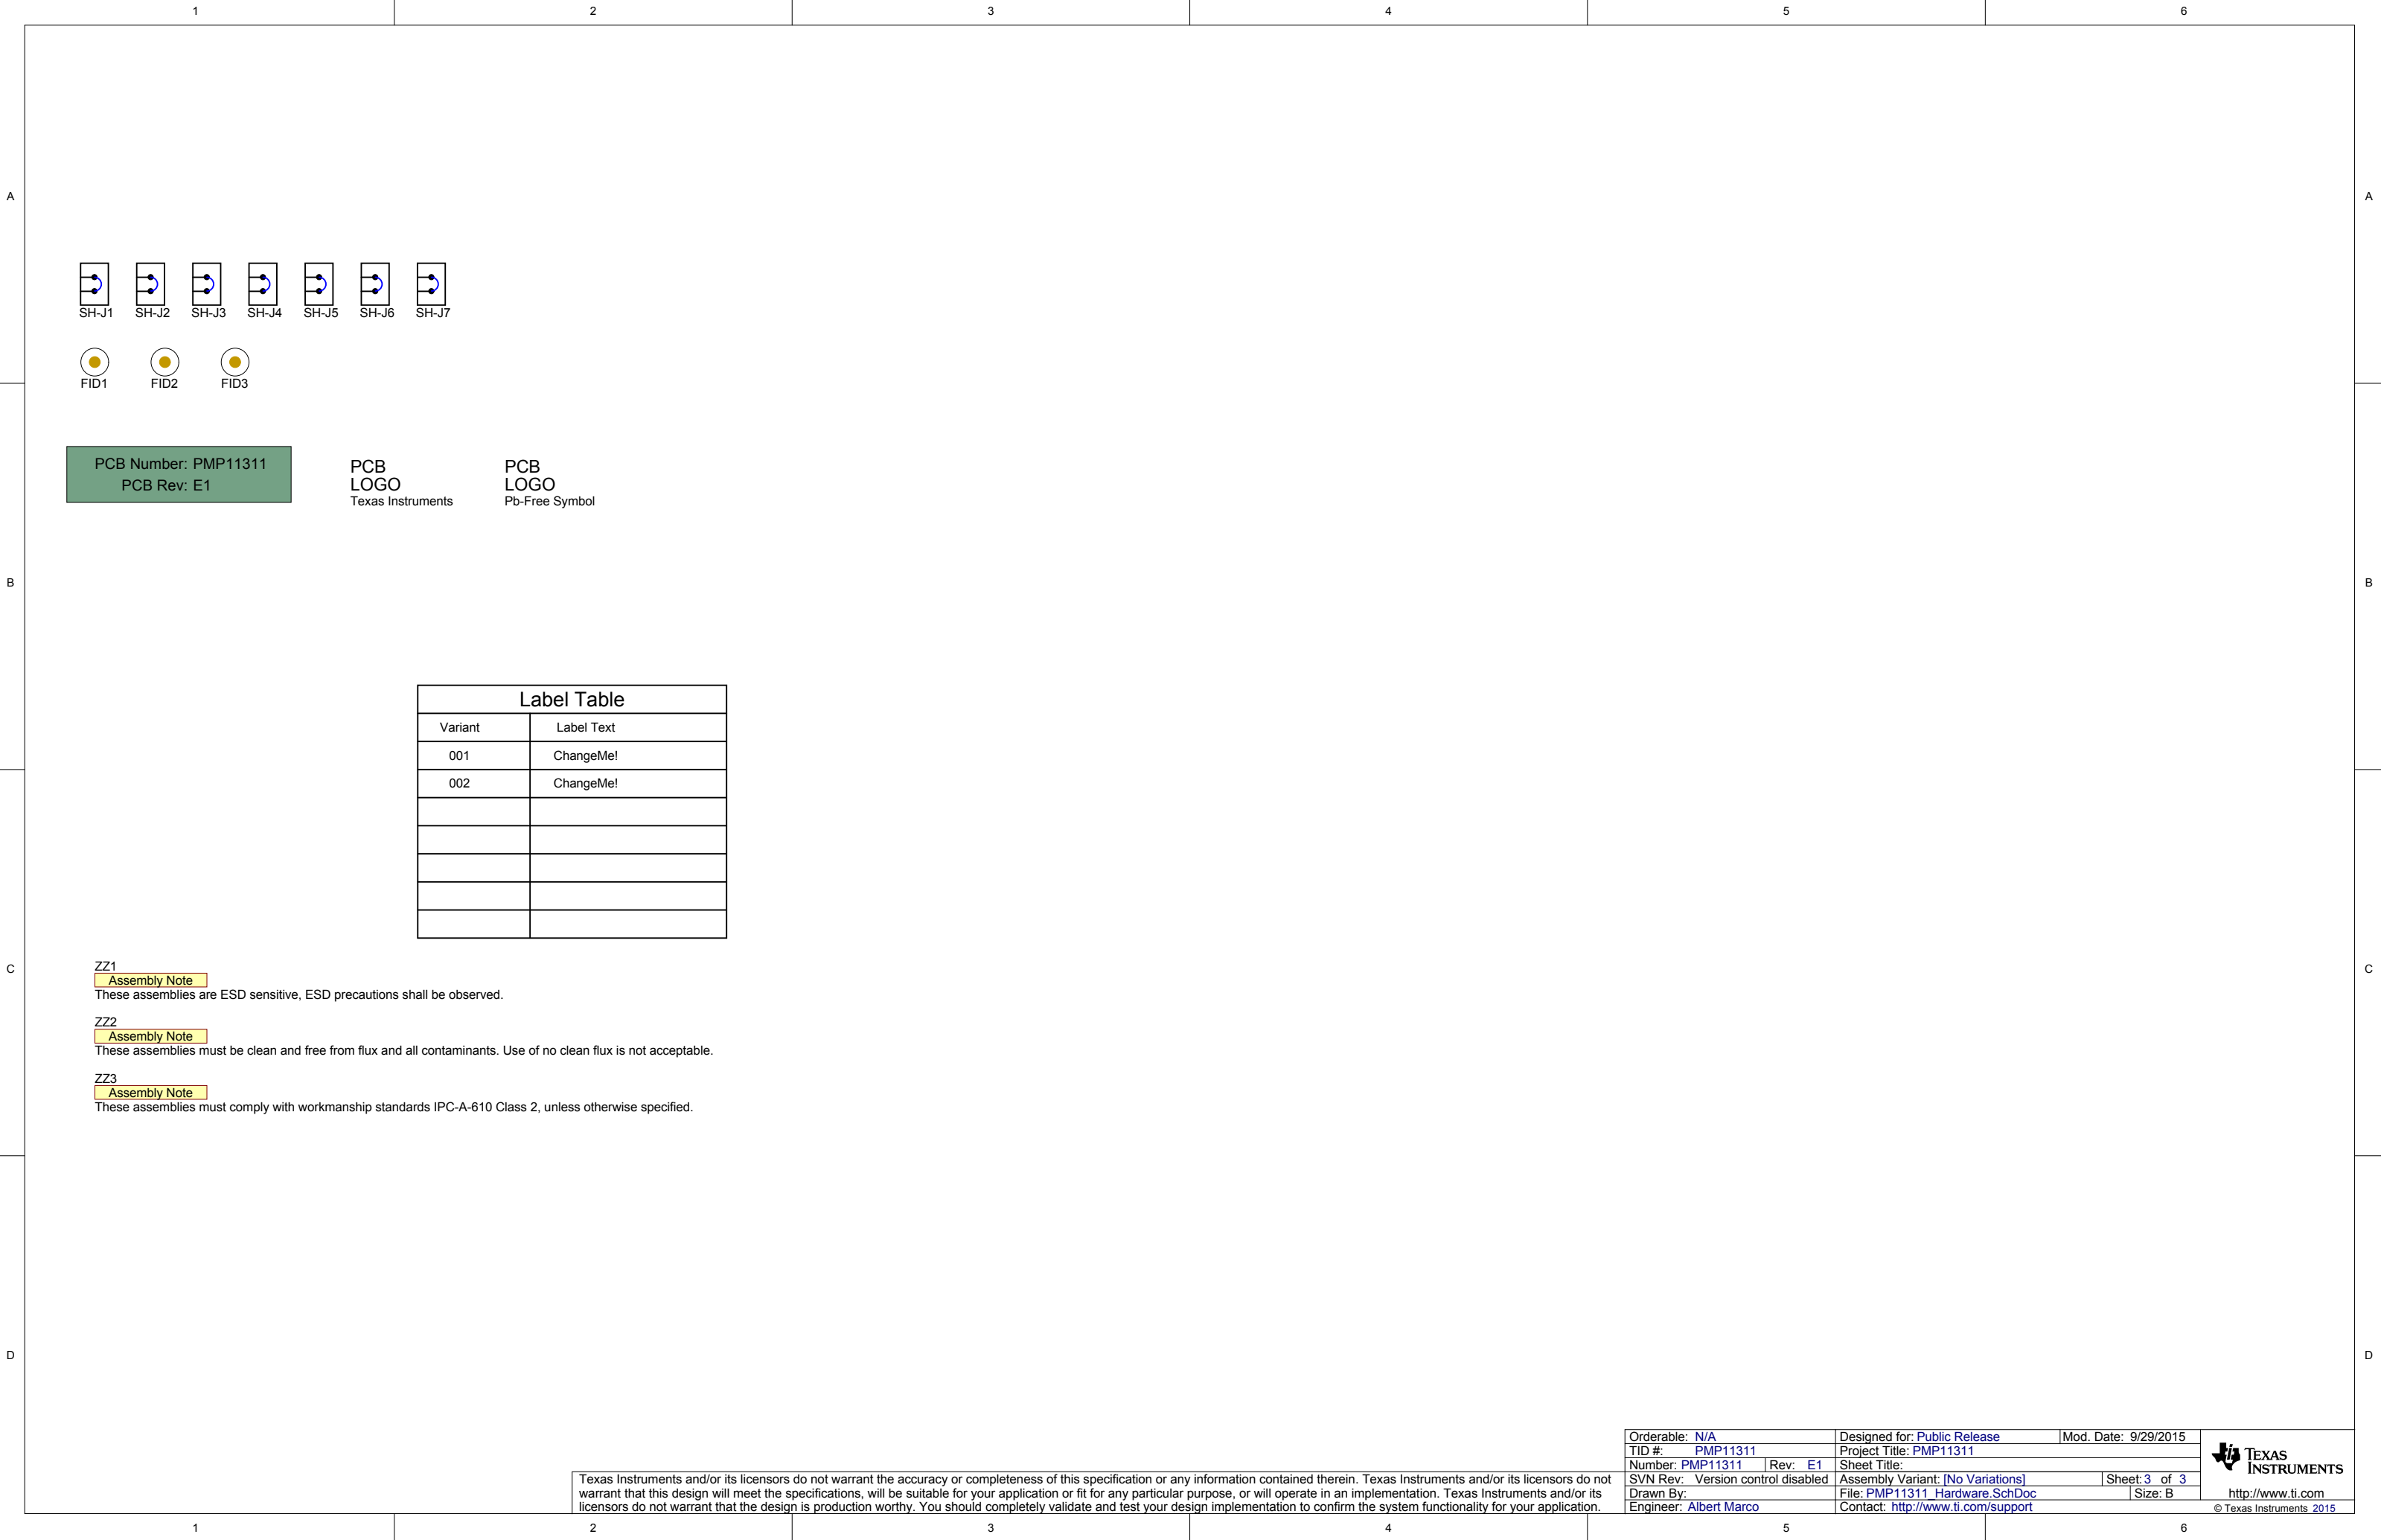 1 2 3 4 5 6
A A
SH-J1 SH-J2 SH-J3 SH-J4 SH-J5 SH-J6 SH-J7
FID1 FID2 FID3
PCB Number: PMP11311
PCB Rev: E1
PCB
LOGO
Texas Instruments
PCB
LOGO
Pb-Free Symbol
B B
Label Table
Variant Label Text
001 ChangeMe!
002 ChangeMe!
C C
ZZ1
Assembly Note
These assemblies are ESD sensitive, ESD precautions shall be observed.
ZZ2
Assembly Note
These assemblies must be clean and free from flux and all contaminants. Use of no clean flux is not acceptable.
ZZ3
Assembly Note
These assemblies must comply with workmanship standards IPC-A-610 Class 2, unless otherwise specified.
D D
Texas Instruments and/or its licensors do not warrant the accuracy or completeness of this specification or any information contained therein. Texas Instruments and/or its licensors do not
warrant that this design will meet the specifications, will be suitable for your application or fit for any particular purpose, or will operate in an implementation. Texas Instruments and/or its
licensors do not warrant that the design is production worthy. You should completely validate and test your design implementation to confirm the system functionality for your application.
Orderable: N/A Designed for: Public Release Mod. Date: 9/29/2015
TID #: PMP11311 Project Title: PMP11311
Number: PMP11311 Rev: E1 Sheet Title:
SVN Rev: Version control disabled Assembly Variant: [No Variations] Sheet: 3 of 3
Drawn By: File: PMP11311_Hardware.SchDoc Size: B
Engineer: Albert Marco Contact: http://www.ti.com/support
TEXAS
INSTRUMENTS
http://www.ti.com
© Texas Instruments 2015
1 2 3 4 5 6